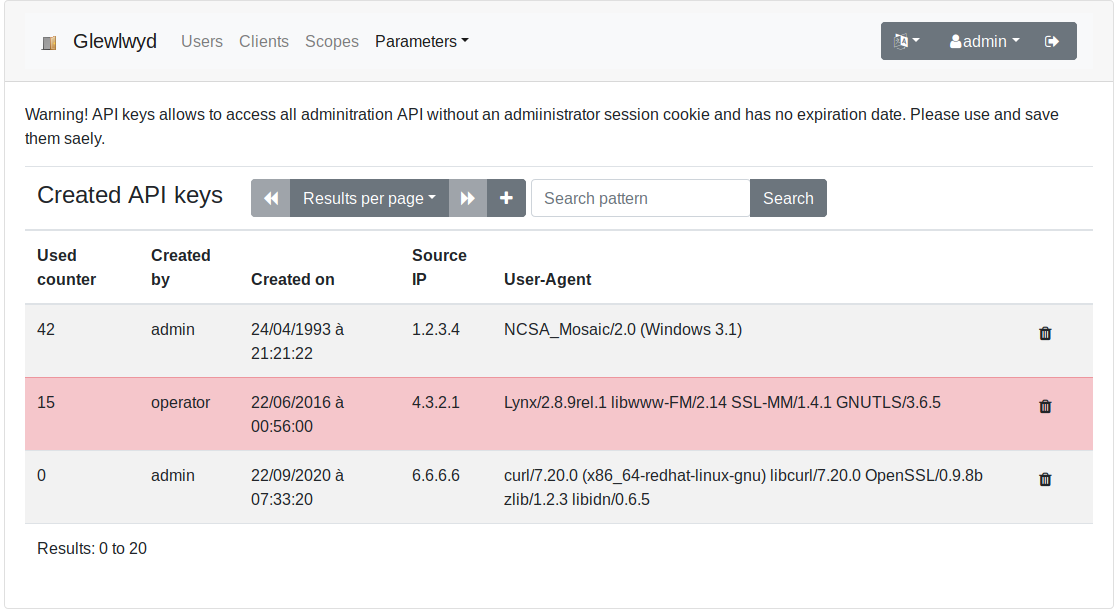 Glewlwyd Users Clients Scopes Parameters admin
Warning! API keys allows to access all adminitration API without an admiinistrator session cookie and has no expiration date. Please use and save
them saely.
Created API keys Results per page Search pattern Search
Used counter Created by Created on Source IP User-Agent
42 admin 24/04/1993 à 1.2.3.4 NCSA_Mosaic/2.0 (Windows 3.1)
21:21:22
15 operator 22/06/2016 à 4.3.2.1 Lynx/2.8.9rel.1 libwww-FM/2.14 SSL-MM/1.4.1 GNUTLS/3.6.5
00:56:00
0 admin 22/09/2020 à 6.6.6.6 curl/7.20.0 (x86_64-redhat-linux-gnu) libcurl/7.20.0 OpenSSL/0.9.8b
07:33:20 zlib/1.2.3 libidn/0.6.5
Results: 0 to 20